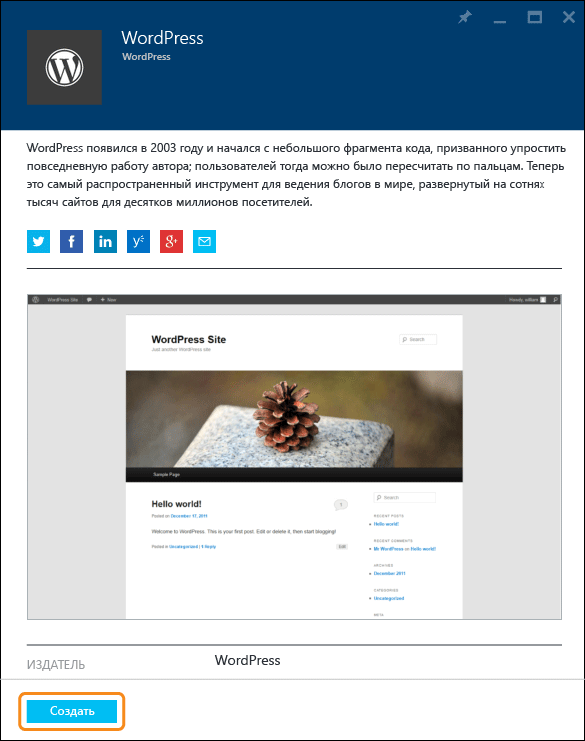 WordPress
WordPress
WordPress появился в 2003 году и начался с небольшого фрагмента кода, призванного упростить
повседневную работу автора; пользователей тогда можно было пересчитать по пальцам. Теперь
это самый распространенный инструмент для ведения блогов в мире, развернутый на сотнях
тысяч сайтов для десятков миллионов посетителей.
WordPress Site
+ New
Howdy, william
WordPress Site
Just another WordPress site
Search
Sample Page
Hello world!
1
Posted on December 17, 2011
Welcome to WordPress. This is your first post. Edit or delete it, then start blogging!
Posted in Uncategorized | 1 Reply
Edit
Search
RECENT POSTS
Hello world!
RECENT COMMENTS
Mr WordPress on Hello world!
ARCHIVES
December 2011
CATEGORIES
Uncategorized
META
ИЗДАТЕЛЬ
WordPress
Создать